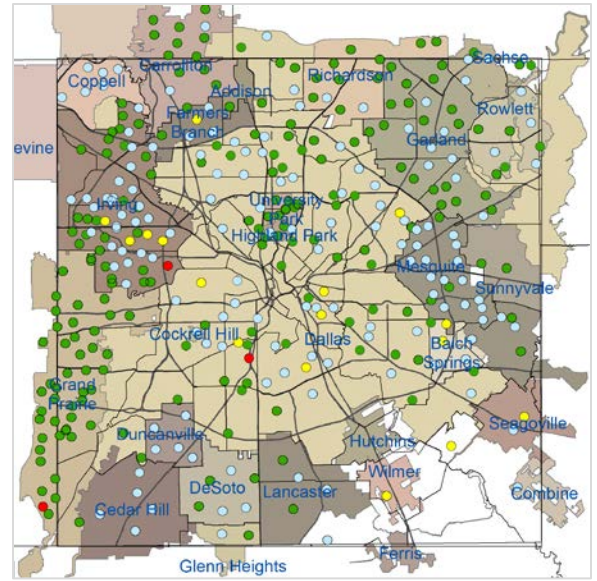 Carrollton
Sachse
Coppell
Addison
Richardson
Rowlett
Farmers
Branch
Garland
evine
Irving
University
Park
Highland Park
Mesquite
Sunnyvale
Cockrell Hill
Dallas
Balch
Springs
Grand
Prairie
Seagoville
Duncanville
Hutchins
Wilmer
DeSoto
Lancaster
Cedar Hill
Combine
Ferris
Glenn Heights